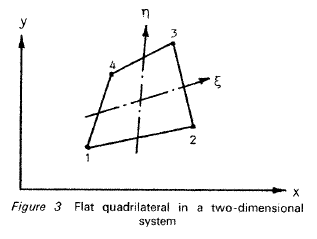 y
η
3
4
ξ
2
1
x
Figure 3 Flat quadrilateral in a two-dimensional
system